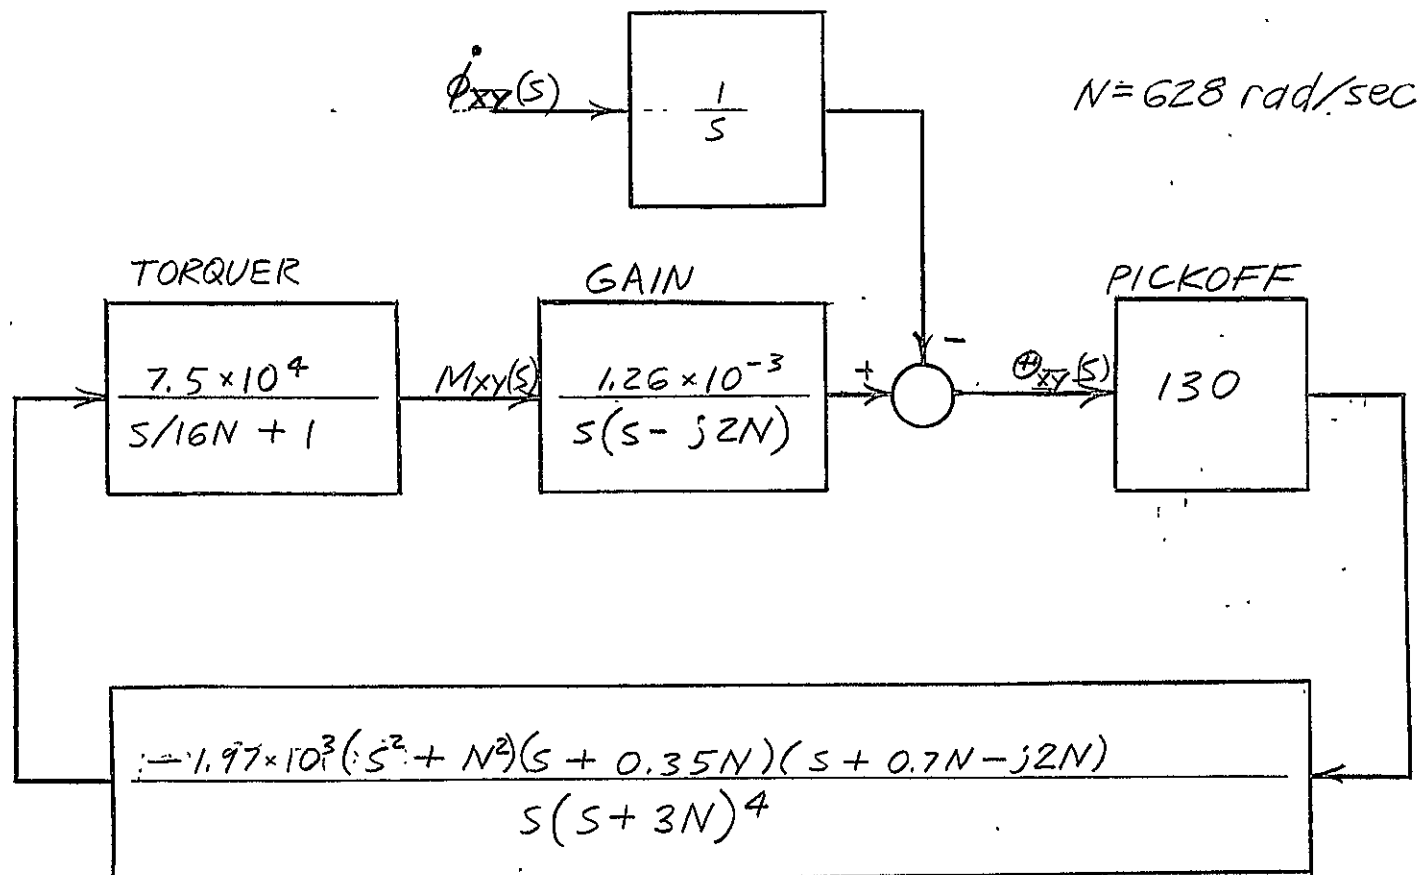 ϕ̇XY(S)
1
S
N = 628 rad/sec
TORQUER
7.5 × 10⁴
S/16N + 1
MXY(S)
GAIN
1.26 × 10⁻³
S(S - j2N)
+
-
ΘXY(S)
PICKOFF
130
-1.97×10³(S² + N²)(S + 0.35N)(S + 0.7N - j2N)
S(S + 3N)⁴